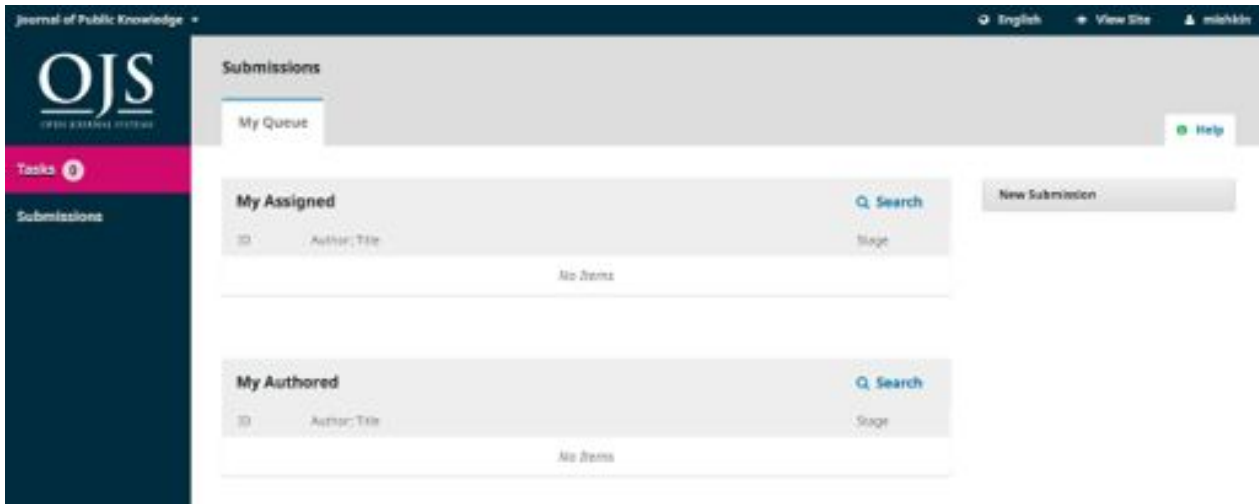 Journal of Public Knowledge
English
View Site
mishkin
OJS
OPEN JOURNAL SYSTEMS
Submissions
My Queue
Help
Tasks 0
Submissions
My Assigned
Search
New Submission
ID Author; Title Stage
No Items
My Authored
Search
ID Author; Title Stage
No Items